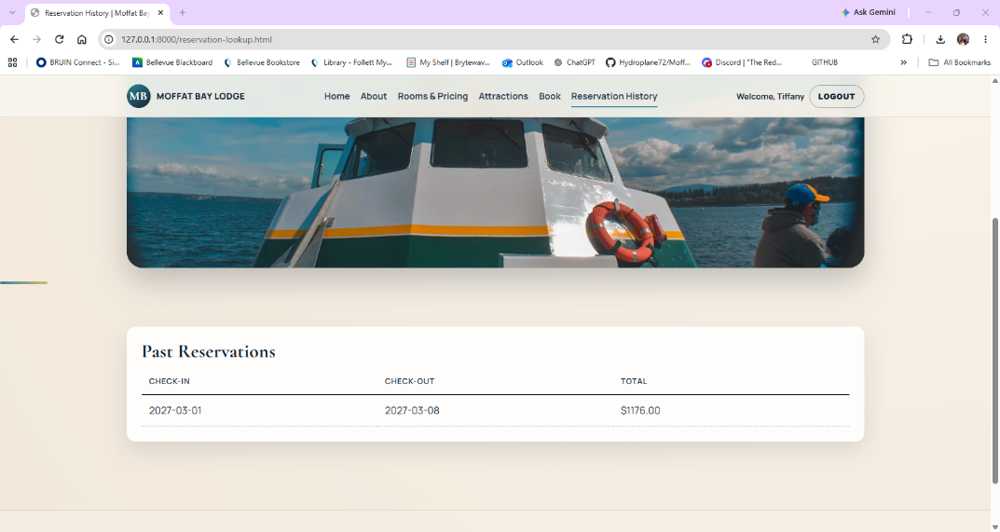 Reservation History | Moffat Bay
Ask Gemini
127.0.0.1:8000/reservation-lookup.html
BRUIN Connect - Si...
Bellevue Blackboard
Bellevue Bookstore
Library - Follett My...
My Shelf | Brytewav...
Outlook
ChatGPT
Hydroplane72/Moff...
Discord | "The Red...
GITHUB
»
All Bookmarks
MB
MOFFAT BAY LODGE
Home
About
Rooms & Pricing
Attractions
Book
Reservation History
Welcome, Tiffany
LOGOUT
Past Reservations
CHECK-IN CHECK-OUT TOTAL
2027-03-01 2027-03-08 $1176.00